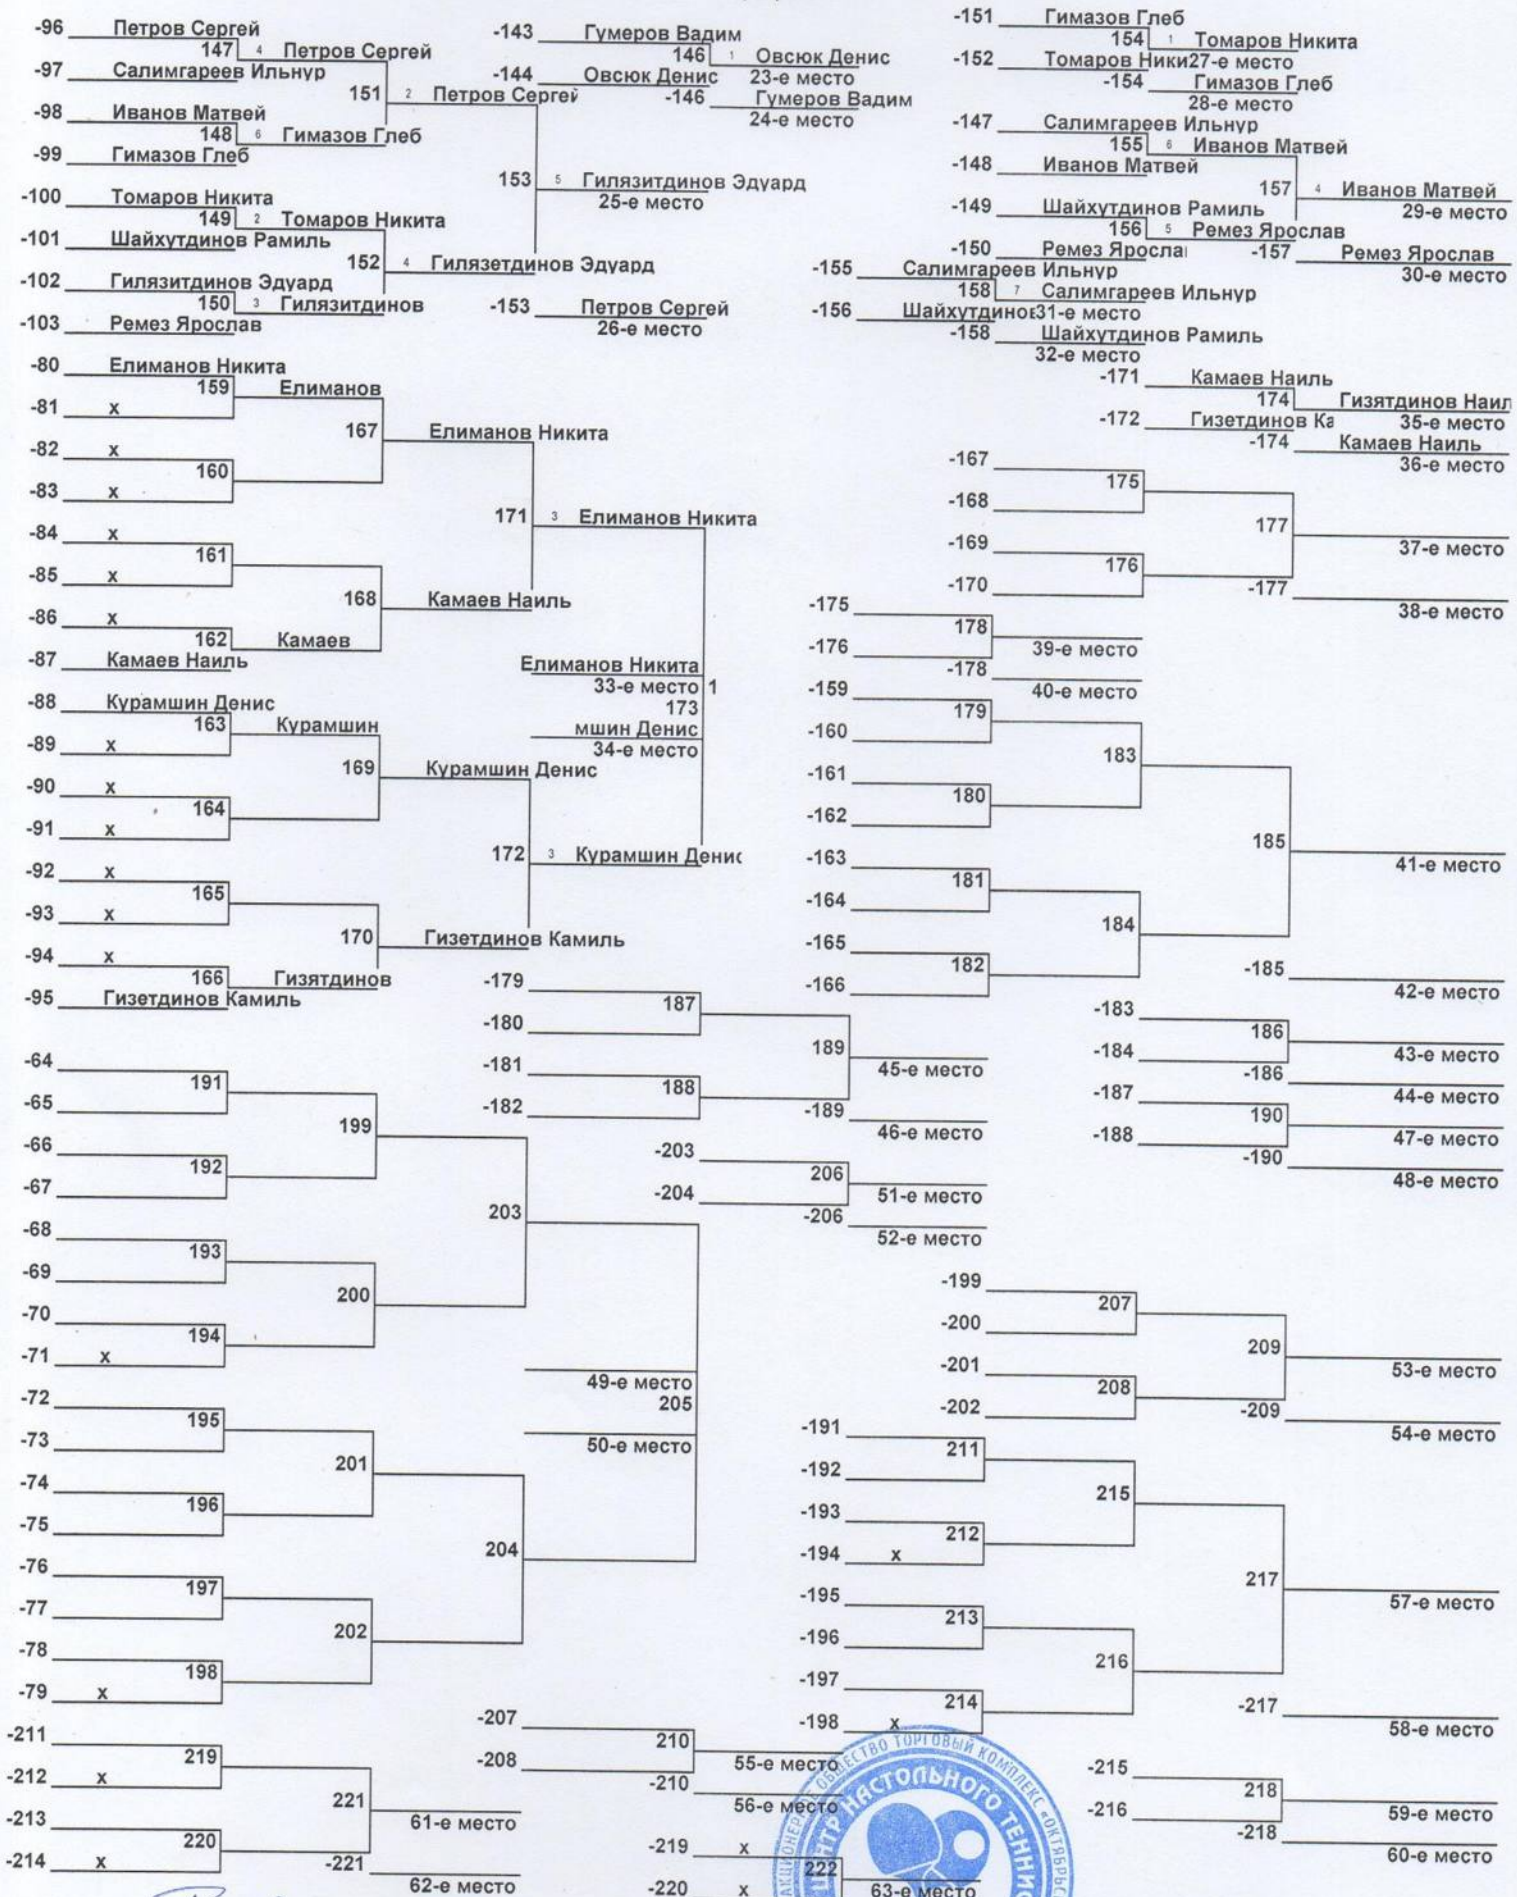 -96 Петров Сергей
147 4 Петров Сергей
-97 Салимгареев Ильнур
151 2 Петров Сергей
-98 Иванов Матвей
148 6 Гимазов Глеб
-99 Гимазов Глеб
153 5 Гилязитдинов Эдуард
25-е место
-100 Томаров Никита
149 2 Томаров Никита
-101 Шайхутдинов Рамиль
152 4 Гилязетдинов Эдуард
-102 Гилязитдинов Эдуард
150 3 Гилязитдинов
-103 Ремез Ярослав
-153 Петров Сергей
26-е место
-143 Гумеров Вадим
146 1 Овсюк Денис
-144 Овсюк Денис 23-е место
-146 Гумеров Вадим
24-е место
-151 Гимазов Глеб
154 1 Томаров Никита
-152 Томаров Ники27-е место
-154 Гимазов Глеб
28-е место
-147 Салимгареев Ильнур
155 6 Иванов Матвей
-148 Иванов Матвей
157 4 Иванов Матвей
29-е место
-149 Шайхутдинов Рамиль
156 5 Ремез Ярослав
-150 Ремез Яросла
-157 Ремез Ярослав
30-е место
-155 Салимгареев Ильнур
158 7 Салимгареев Ильнур
-156 Шайхутдинов31-е место
-158 Шайхутдинов Рамиль
32-е место
-80 Елиманов Никита
159 Елиманов
-81 х
167 Елиманов Никита
-82 х
160
-83 х
171 3 Елиманов Никита
-84 х
161
-85 х
168 Камаев Наиль
-86 х
162 Камаев
-87 Камаев Наиль
Елиманов Никита
33-е место 1
173
мшин Денис
34-е место
-88 Курамшин Денис
163 Курамшин
-89 х
169 Курамшин Денис
-90 х
164
-91 х
172 3 Курамшин Денис
-92 х
165
-93 х
170 Гизетдинов Камиль
-94 х
166 Гизятдинов
-95 Гизетдинов Камиль
-171 Камаев Наиль
174 Гизятдинов Наил
-172 Гизетдинов Ка 35-е место
-174 Камаев Наиль
36-е место
-167
175
-168
177
37-е место
-169
176
-170
-177
38-е место
-175
178
-176 39-е место
-178
40-е место
-159
179
-160
183
-161
180
-162
185
41-е место
-163
181
-164
184
-165
182
-166
-185
42-е место
-179
187
-180
189
45-е место
-181
188
-182
-189
46-е место
-183
186
-184 43-е место
-186
44-е место
-187
190
-188 47-е место
-190
48-е место
-64
191
-65
199
-66
192
-67
203
-68
193
-69
200
-70
194
-71 х
49-е место
205
50-е место
-72
195
-73
201
-74
196
-75
204
-76
197
-77
202
-78
198
-79 х
-203
206
-204 51-е место
-206
52-е место
-199
207
-200
209
53-е место
-201
208
-202
-209
54-е место
-191
211
-192
215
-193
212
-194 х
217
57-е место
-195
213
-196
216
-197
214
-198 х
-217
58-е место
-211
219
-212 х
221
61-е место
-213
220
-214 х
-221
62-е место
-207
210
-208 55-е место
-210
56-е место
-215
218
-216 59-е место
-218
60-е место
-219 х
222
63-е место
-220 х
ОБЩЕСТВО ТОРГОВЫЙ КОМПЛЕКС
НАСТОЛЬНОГО